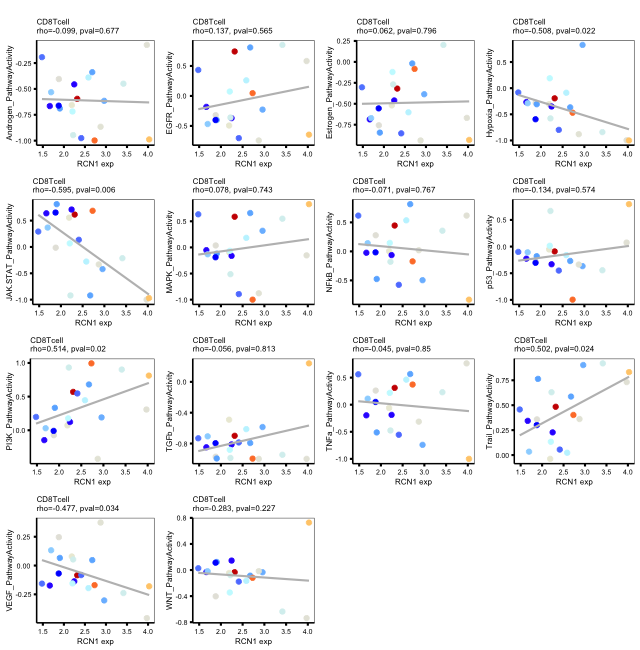 CD8Tcell
rho=-0.099, pval=0.677
Androgen_PathwayActivity
-0.25
-0.50
-0.75
-1.00
1.5 2.0 2.5 3.0 3.5 4.0
RCN1 exp
CD8Tcell
rho=0.137, pval=0.565
EGFR_PathwayActivity
0.5
0.0
-0.5
1.5 2.0 2.5 3.0 3.5 4.0
RCN1 exp
CD8Tcell
rho=0.062, pval=0.796
Estrogen_PathwayActivity
0.25
0.00
-0.25
-0.50
-0.75
1.5 2.0 2.5 3.0 3.5 4.0
RCN1 exp
CD8Tcell
rho=-0.508, pval=0.022
Hypoxia_PathwayActivity
0.5
0.0
-0.5
-1.0
1.5 2.0 2.5 3.0 3.5 4.0
RCN1 exp
CD8Tcell
rho=-0.595, pval=0.006
JAK.STAT_PathwayActivity
0.5
0.0
-0.5
-1.0
1.5 2.0 2.5 3.0 3.5 4.0
RCN1 exp
CD8Tcell
rho=0.078, pval=0.743
MAPK_PathwayActivity
0.5
0.0
-0.5
-1.0
1.5 2.0 2.5 3.0 3.5 4.0
RCN1 exp
CD8Tcell
rho=-0.071, pval=0.767
NFkB_PathwayActivity
0.5
0.0
-0.5
1.5 2.0 2.5 3.0 3.5 4.0
RCN1 exp
CD8Tcell
rho=-0.134, pval=0.574
p53_PathwayActivity
0.5
0.0
-0.5
-1.0
1.5 2.0 2.5 3.0 3.5 4.0
RCN1 exp
CD8Tcell
rho=0.514, pval=0.02
PI3K_PathwayActivity
1.0
0.5
0.0
1.5 2.0 2.5 3.0 3.5 4.0
RCN1 exp
CD8Tcell
rho=-0.056, pval=0.813
TGFb_PathwayActivity
0.0
-0.4
-0.8
1.5 2.0 2.5 3.0 3.5 4.0
RCN1 exp
CD8Tcell
rho=-0.045, pval=0.85
TNFa_PathwayActivity
0.5
0.0
-0.5
-1.0
1.5 2.0 2.5 3.0 3.5 4.0
RCN1 exp
CD8Tcell
rho=0.502, pval=0.024
Trail_PathwayActivity
0.75
0.50
0.25
0.00
1.5 2.0 2.5 3.0 3.5 4.0
RCN1 exp
CD8Tcell
rho=-0.477, pval=0.034
VEGF_PathwayActivity
0.25
0.00
-0.25
1.5 2.0 2.5 3.0 3.5 4.0
RCN1 exp
CD8Tcell
rho=-0.283, pval=0.227
WNT_PathwayActivity
0.8
0.4
0.0
-0.4
-0.8
1.5 2.0 2.5 3.0 3.5 4.0
RCN1 exp